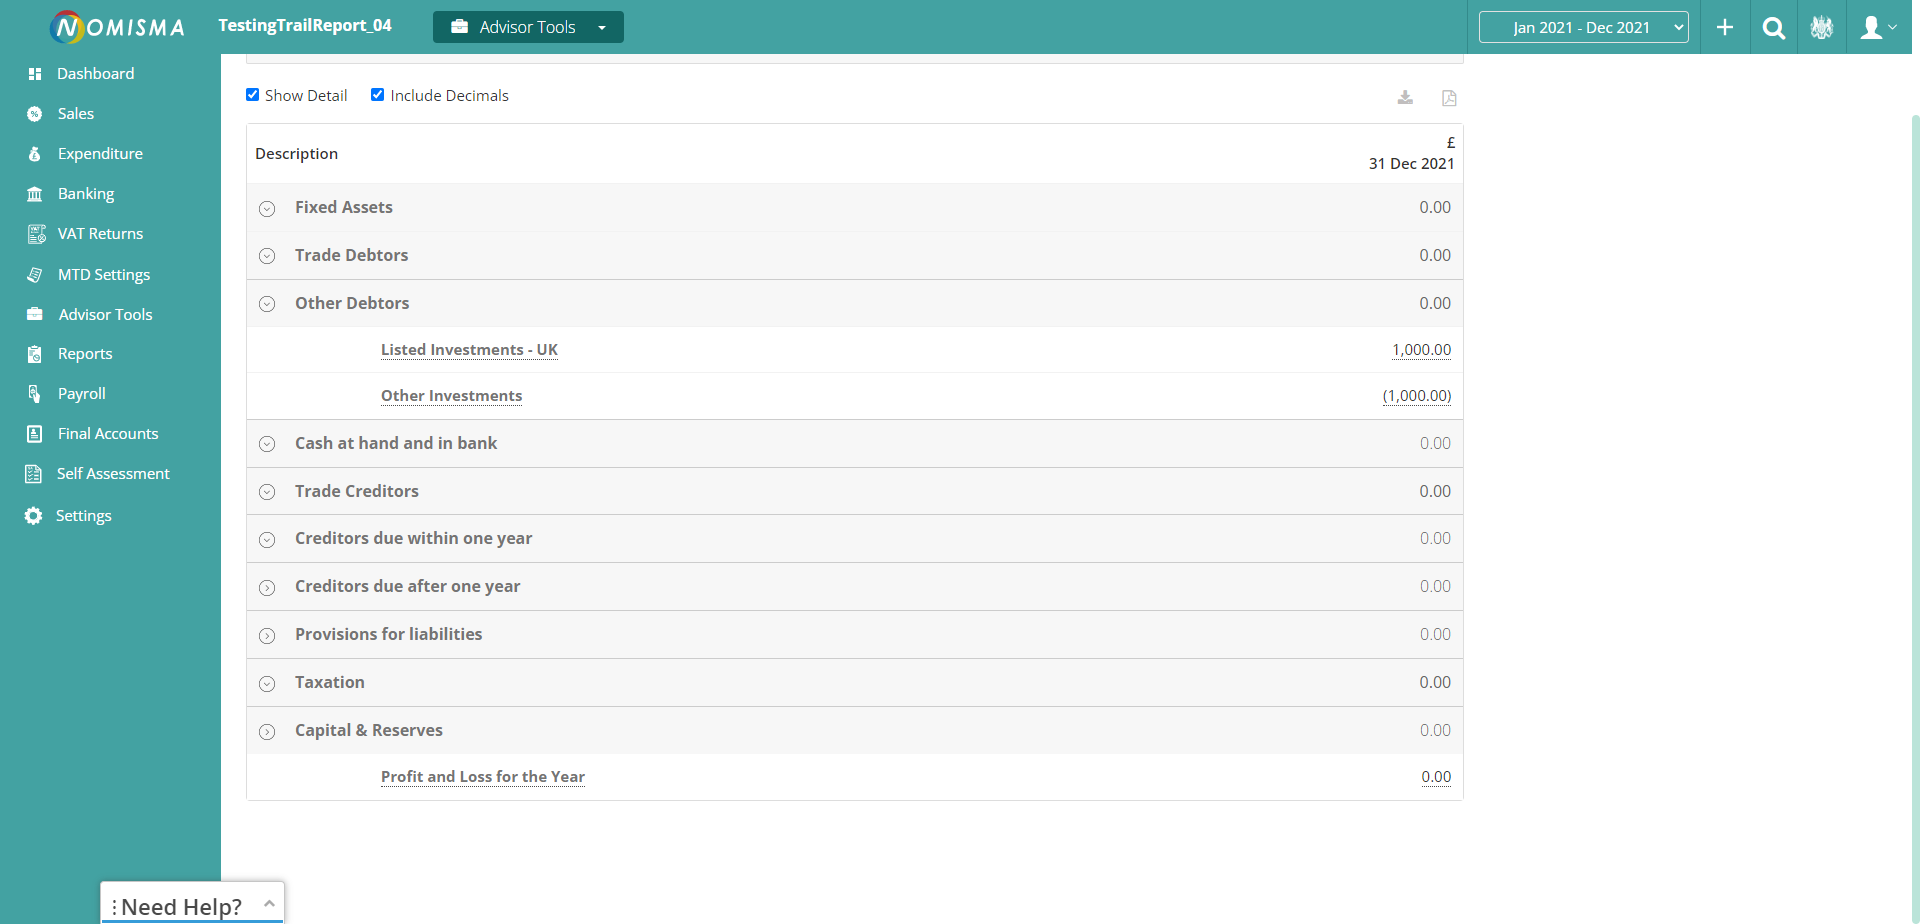 NOMISMA
TestingTrailReport_04
Advisor Tools
Jan 2021 - Dec 2021
Dashboard
Sales
Expenditure
Banking
VAT Returns
MTD Settings
Advisor Tools
Reports
Payroll
Final Accounts
Self Assessment
Settings
Show Detail Include Decimals
£
Description 31 Dec 2021
Fixed Assets 0.00
Trade Debtors 0.00
Other Debtors 0.00
Listed Investments - UK 1,000.00
Other Investments (1,000.00)
Cash at hand and in bank 0.00
Trade Creditors 0.00
Creditors due within one year 0.00
Creditors due after one year 0.00
Provisions for liabilities 0.00
Taxation 0.00
Capital & Reserves 0.00
Profit and Loss for the Year 0.00
Need Help?